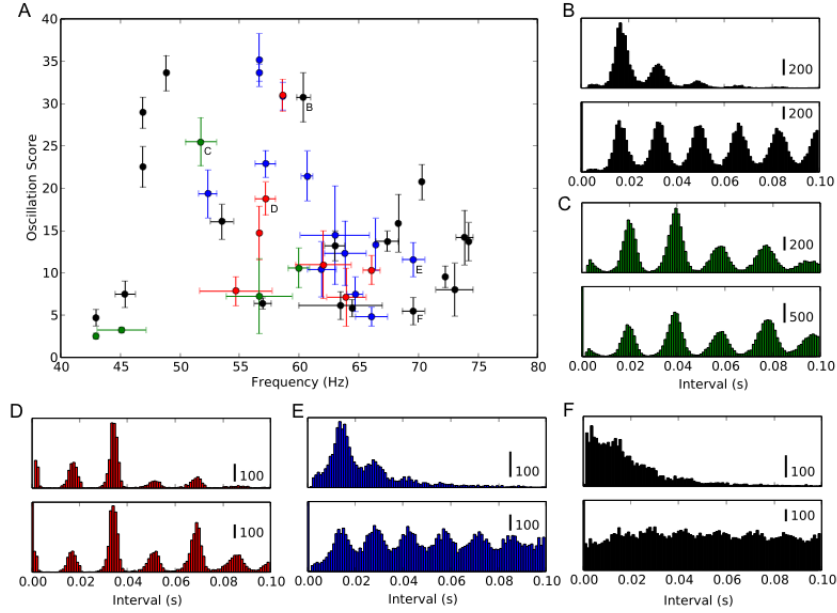 A
B
40
35
30
25
20
15
10
5
0
Oscillation Score
B
C
D
E
F
40 45 50 55 60 65 70 75 80
Frequency (Hz)
200
200
0.00 0.02 0.04 0.06 0.08 0.10
C
200
500
0.00 0.02 0.04 0.06 0.08 0.10
Interval (s)
D
100
100
0.00 0.02 0.04 0.06 0.08 0.10
Interval (s)
E
100
100
0.00 0.02 0.04 0.06 0.08 0.10
Interval (s)
F
100
100
0.00 0.02 0.04 0.06 0.08 0.10
Interval (s)